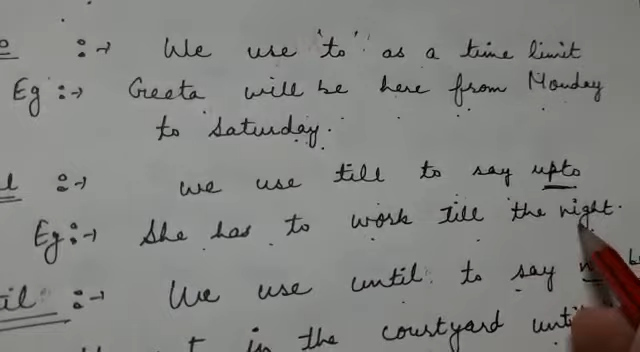 :→ We use "to" as a time limit
Eg :→ Geeta will be here from Monday
to Saturday.
:→ we use till to say upto
Eg :→ She has to work till the night.
:→ We use until to say
in the courtyard until